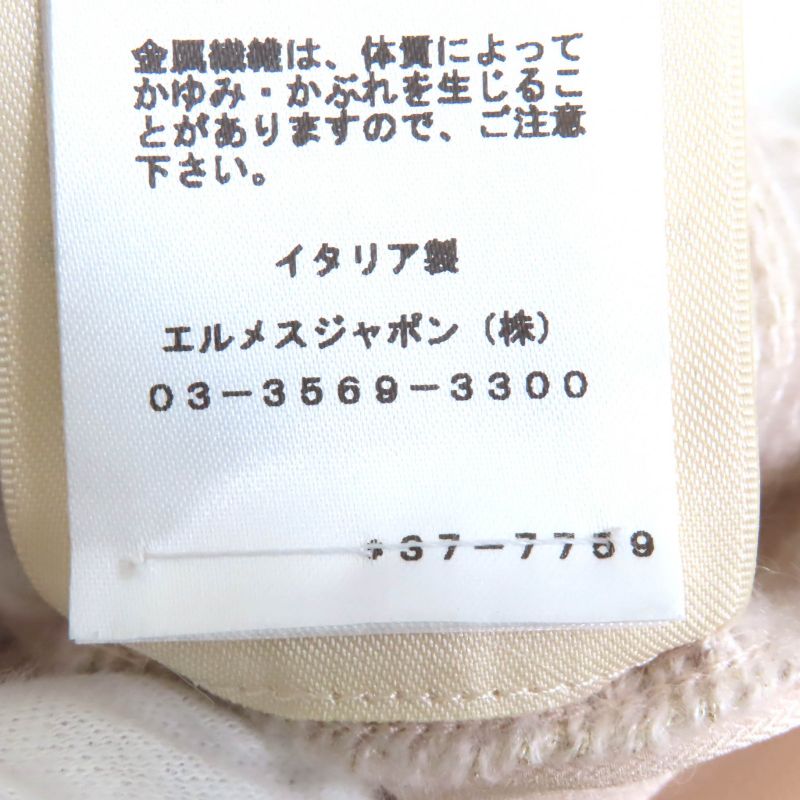 金属繊維は、体質によって
かゆみ・かぶれを生じるこ
とがありますので、ご注意
下さい。
イタリア製
エルメスジャポン（株）
03-3569-3300
37-7759